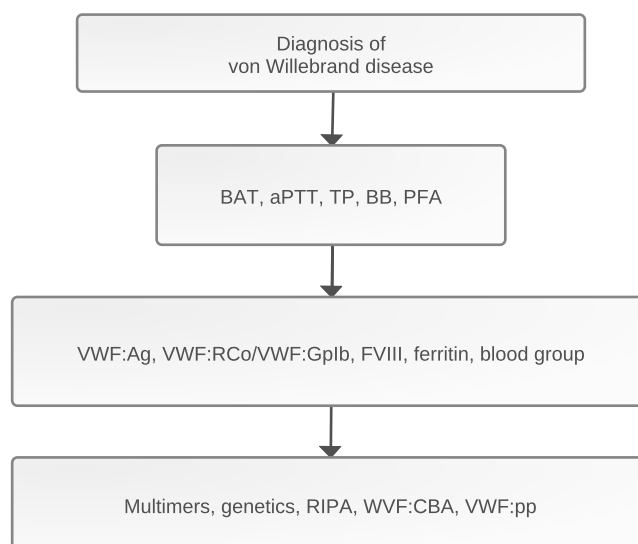 Diagnosis of
von Willebrand disease
BAT, aPTT, TP, BB, PFA
VWF:Ag, VWF:RCo/VWF:GpIb, FVIII, ferritin, blood group
Multimers, genetics, RIPA, WVF:CBA, VWF:pp